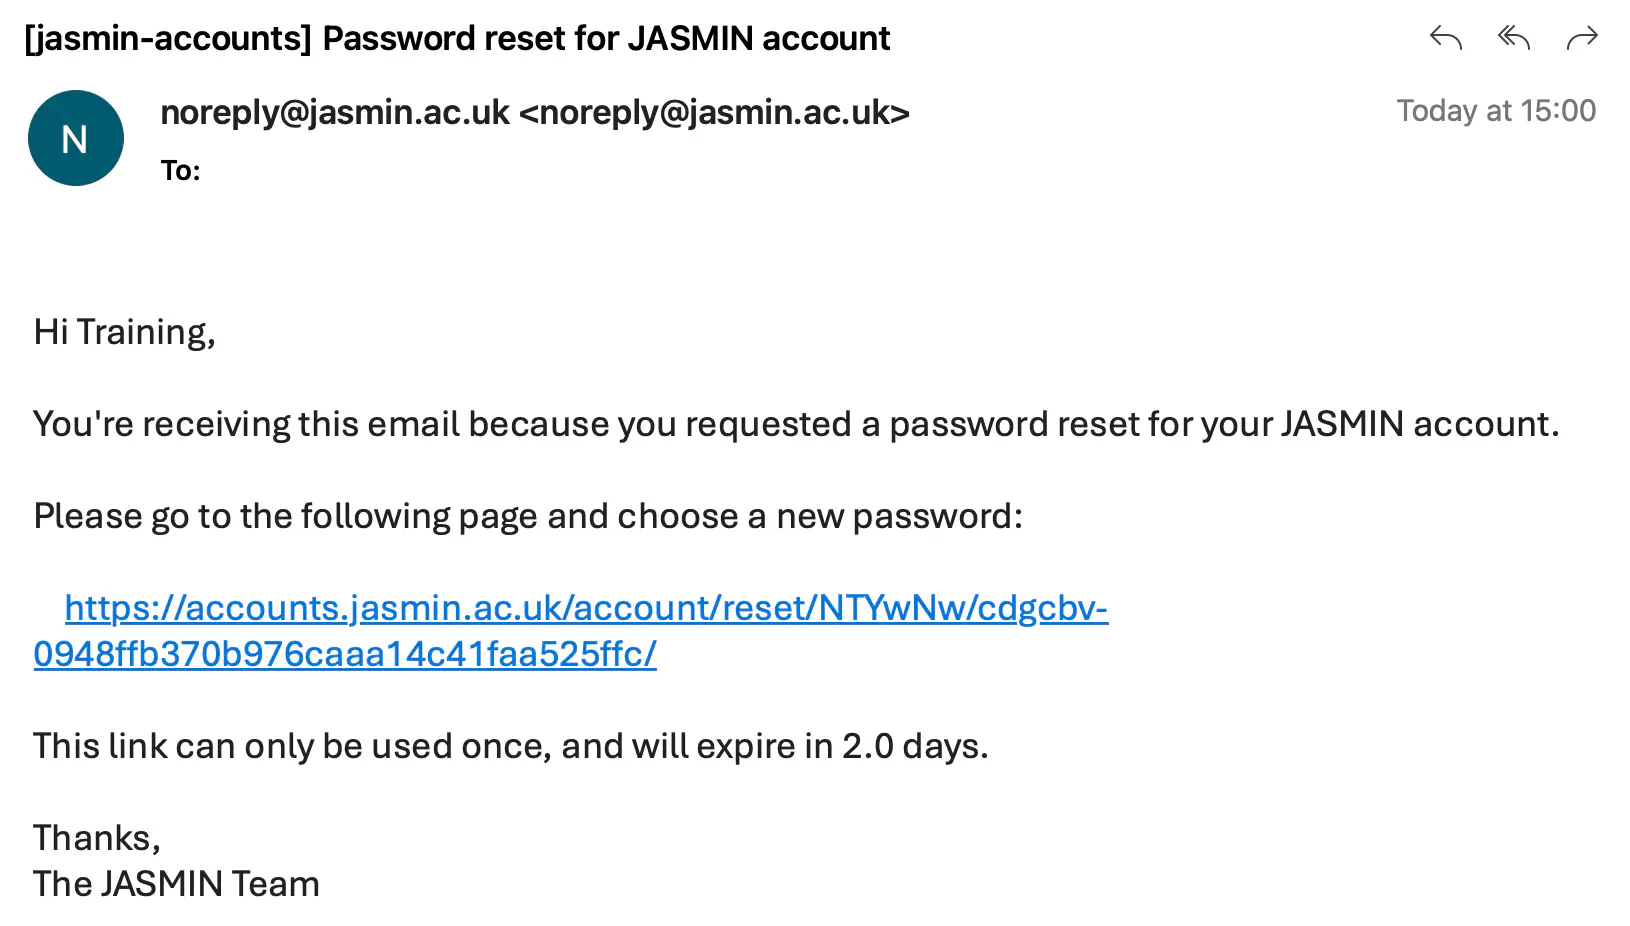 [jasmin-accounts] Password reset for JASMIN account
N
noreply@jasmin.ac.uk <noreply@jasmin.ac.uk>
Today at 15:00
To:
Hi Training,
You're receiving this email because you requested a password reset for your JASMIN account.
Please go to the following page and choose a new password:
https://accounts.jasmin.ac.uk/account/reset/NTYwNw/cdgcbv-
0948ffb370b976caaa14c41faa525ffc/
This link can only be used once, and will expire in 2.0 days.
Thanks,
The JASMIN Team